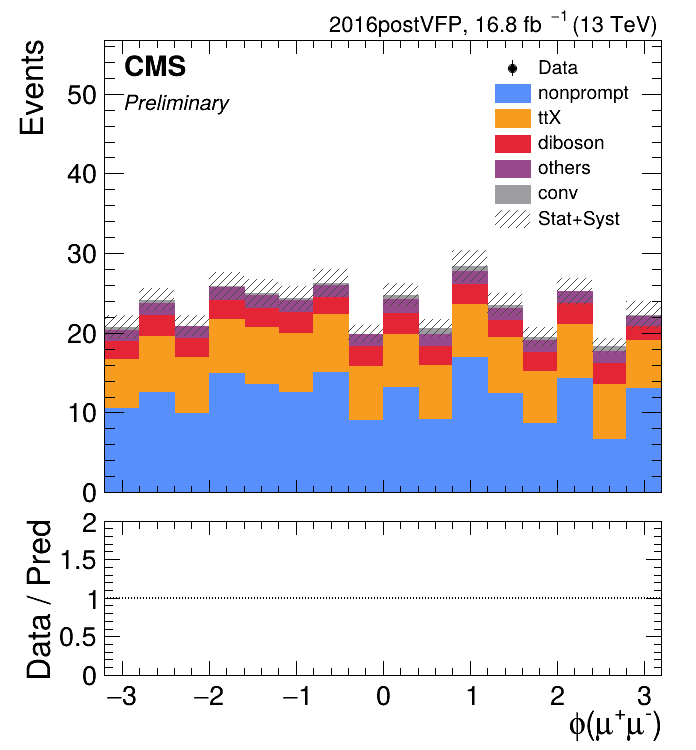 2016postVFP, 16.8 fb⁻¹ (13 TeV)
CMS
Preliminary
Events
50
40
30
20
10
0
Data
nonprompt
ttX
diboson
others
conv
Stat+Syst
Data / Pred
2
1.5
1
0.5
0
−3 −2 −1 0 1 2 3
ϕ(μ⁺μ⁻)